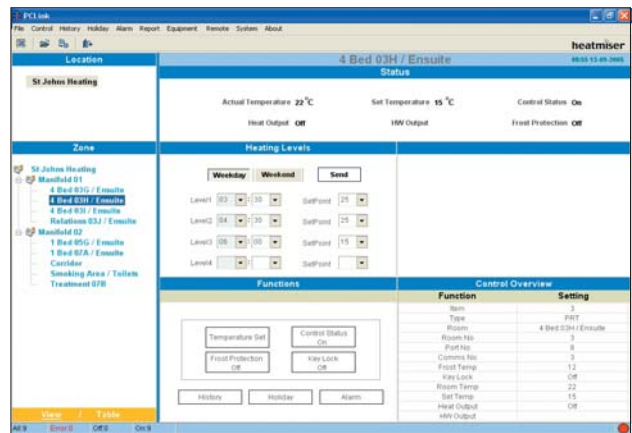 PCLink
File Control History Holiday Alarm Report Equipment Remote System About
heatmiser
Location
4 Bed 03H / Ensuite
Status
St Johns Heating
Actual Temperature 22 °C
Set Temperature 15 °C
Control Status On
Heat Output Off
HW Output
Frost Protection Off
Zone
Heating Levels
St Johns Heating
Manifold 01
4 Bed 03G / Ensuite
4 Bed 03H / Ensuite
4 Bed 03I / Ensuite
Relations 03J / Ensuite
Manifold 02
1 Bed 05G / Ensuite
1 Bed 07A / Ensuite
Corridor
Smoking Area / Toilets
Treatment 07B
Weekday Weekend Send
Level1 03 : 30 SetPoint 25
Level2 04 : 30 SetPoint 25
Level3 08 : 00 SetPoint 15
Level4 : SetPoint
Functions
Temperature Set
Control Status On
Frost Protection Off
Key Lock Off
History Holiday Alarm
Control Overview
Function Setting
Item 3
Type PRT
Room 4 Bed 03H / Ensuite
Room No 3
Port No 8
Comms No 3
Frost Temp 12
Key Lock Off
Room Temp 22
Set Temp 15
Heat Output Off
HW Output
View / Table
All:9 Error:0 Off:0 On:9